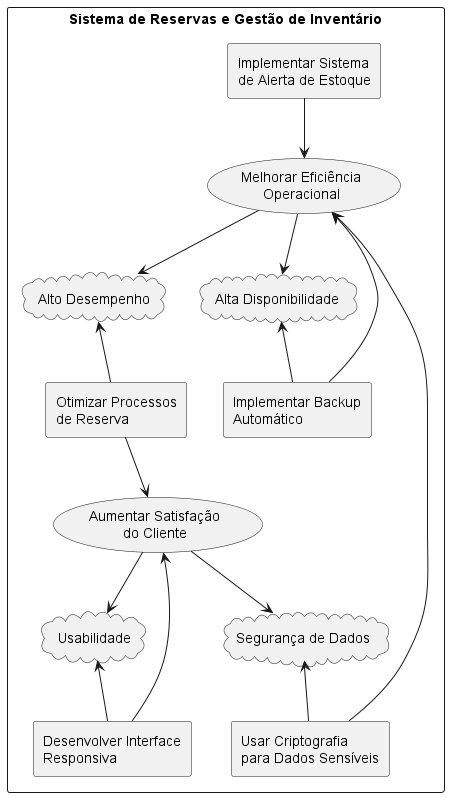 Sistema de Reservas e Gestão de Inventário
Implementar Sistema
de Alerta de Estoque
Melhorar Eficiência
Operacional
Alto Desempenho
Alta Disponibilidade
Otimizar Processos
de Reserva
Implementar Backup
Automático
Aumentar Satisfação
do Cliente
Usabilidade
Segurança de Dados
Desenvolver Interface
Responsiva
Usar Criptografia
para Dados Sensíveis